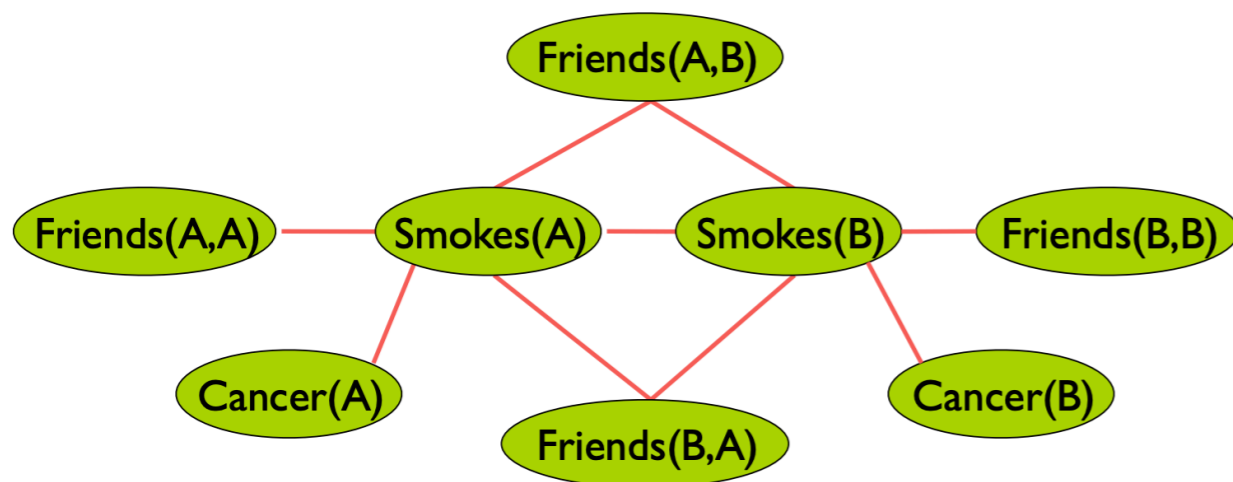 Friends(A,B)
Friends(A,A)
Smokes(A)
Smokes(B)
Friends(B,B)
Cancer(A)
Friends(B,A)
Cancer(B)